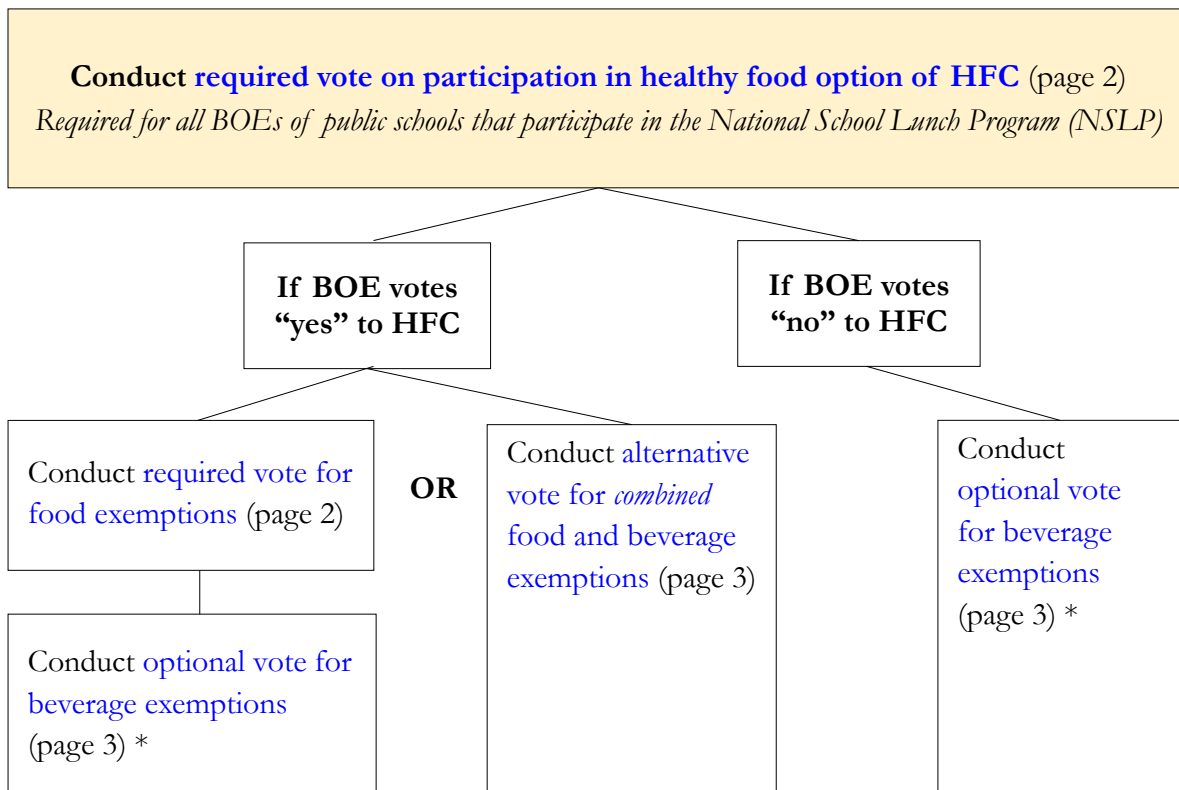 Conduct required vote on participation in healthy food option of HFC (page 2)
Required for all BOEs of public schools that participate in the National School Lunch Program (NSLP)
If BOE votes
“yes” to HFC
If BOE votes
“no” to HFC
Conduct required vote for
food exemptions (page 2)
OR
Conduct alternative
vote for combined
food and beverage
exemptions (page 3)
Conduct
optional vote
for beverage
exemptions
(page 3) *
Conduct optional vote for
beverage exemptions
(page 3) *